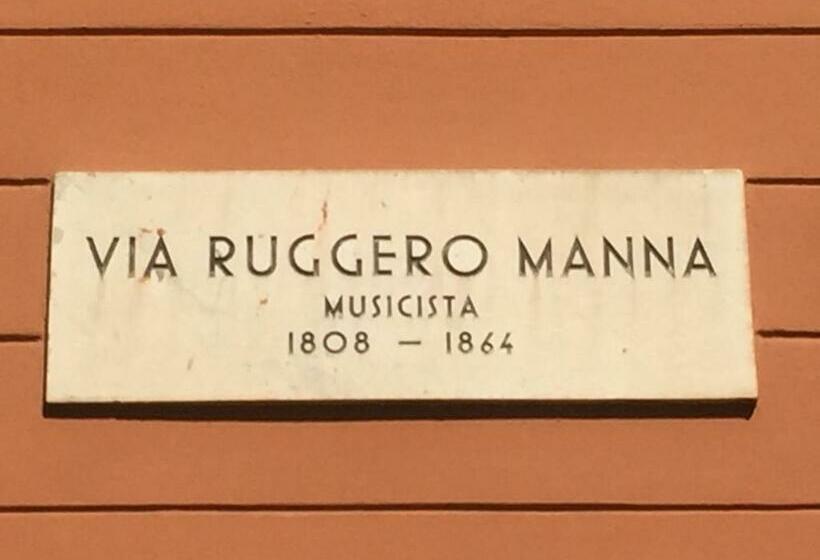 VIA RUGGERO MANNA
MUSICISTA
1808 — 1864